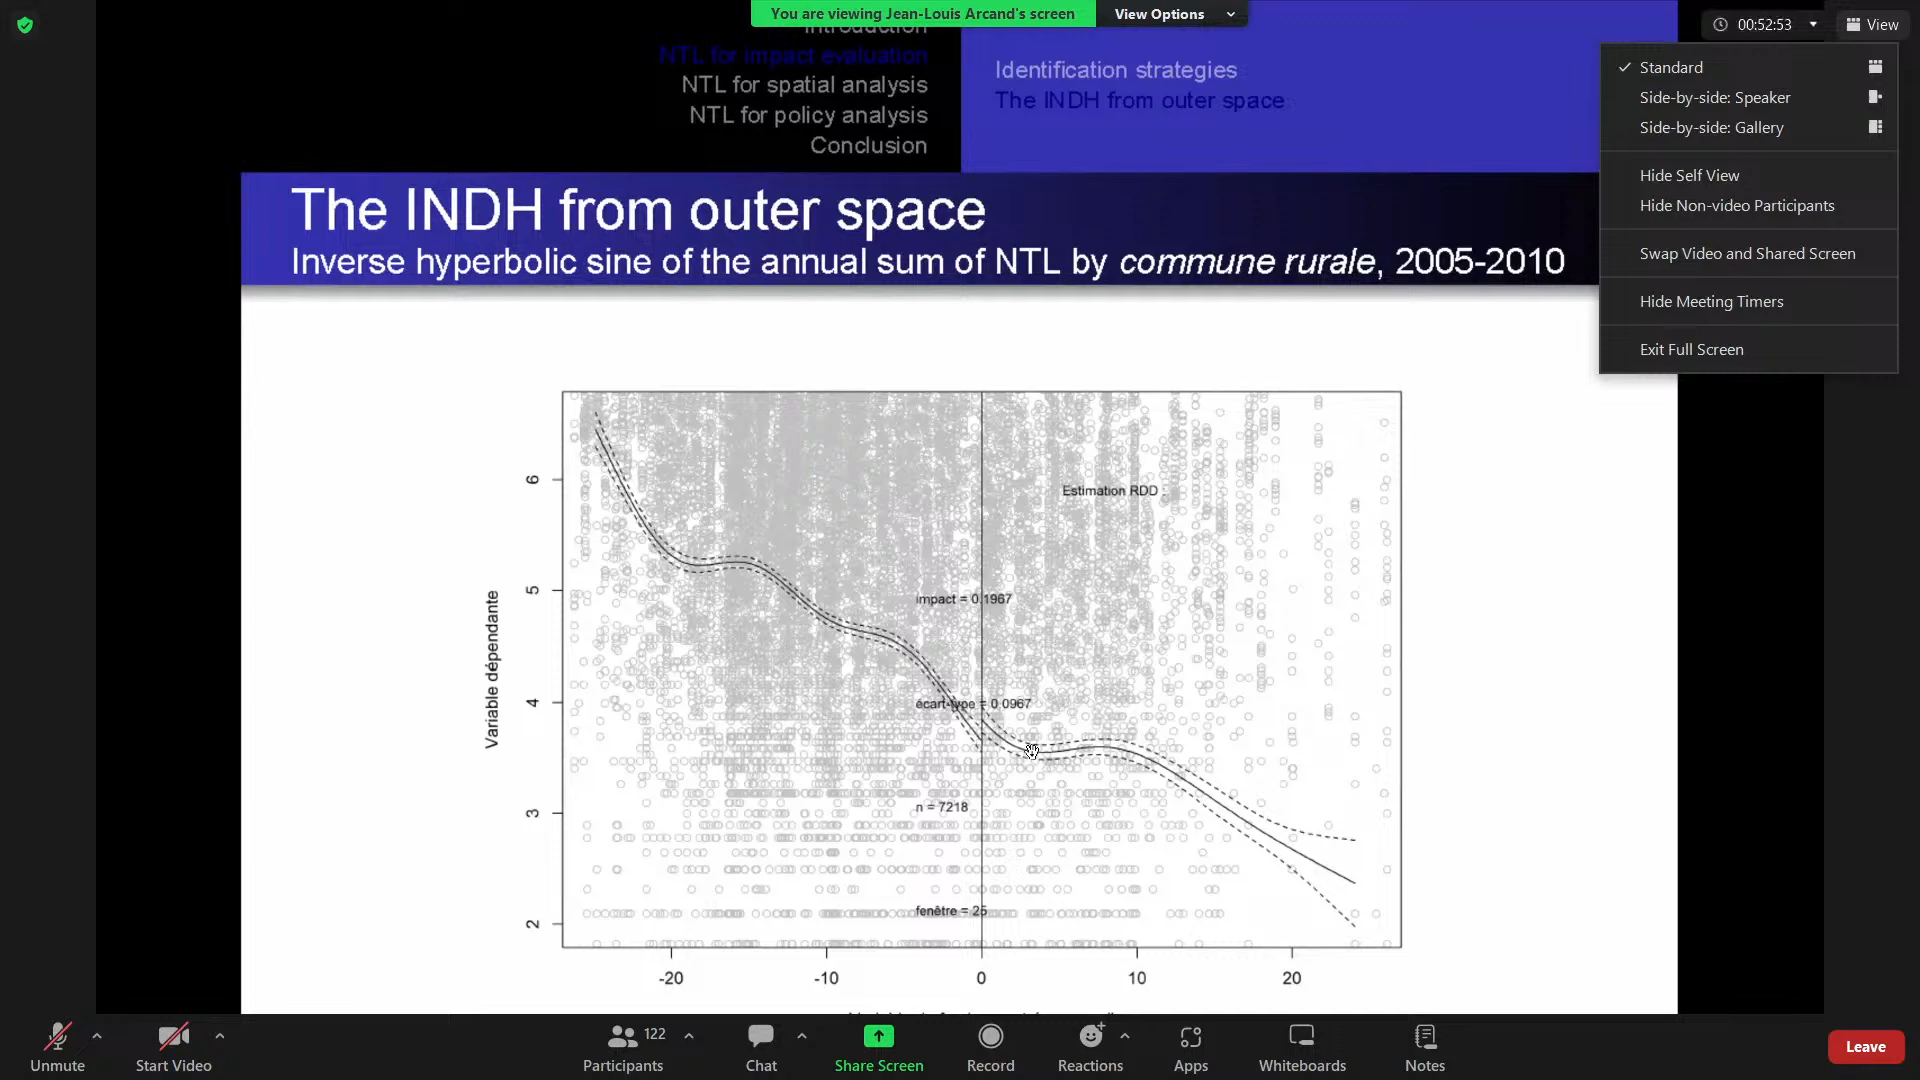 You are viewing Jean-Louis Arcand's screen
View Options
00:52:53
View
Introduction
NTL for impact evaluation
NTL for spatial analysis
NTL for policy analysis
Conclusion
Identification strategies
The INDH from outer space
Standard
Side-by-side: Speaker
Side-by-side: Gallery
Hide Self View
Hide Non-video Participants
Swap Video and Shared Screen
Hide Meeting Timers
Exit Full Screen
The INDH from outer space
Inverse hyperbolic sine of the annual sum of NTL by commune rurale, 2005-2010
Variable dépendante
6
5
4
3
2
Estimation RDD :
impact = 0.1967
écart-type = 0.0967
n = 7218
fenêtre = 25
-20
-10
0
10
20
Unmute
Start Video
122
Participants
Chat
Share Screen
Record
Reactions
Apps
Whiteboards
Notes
Leave